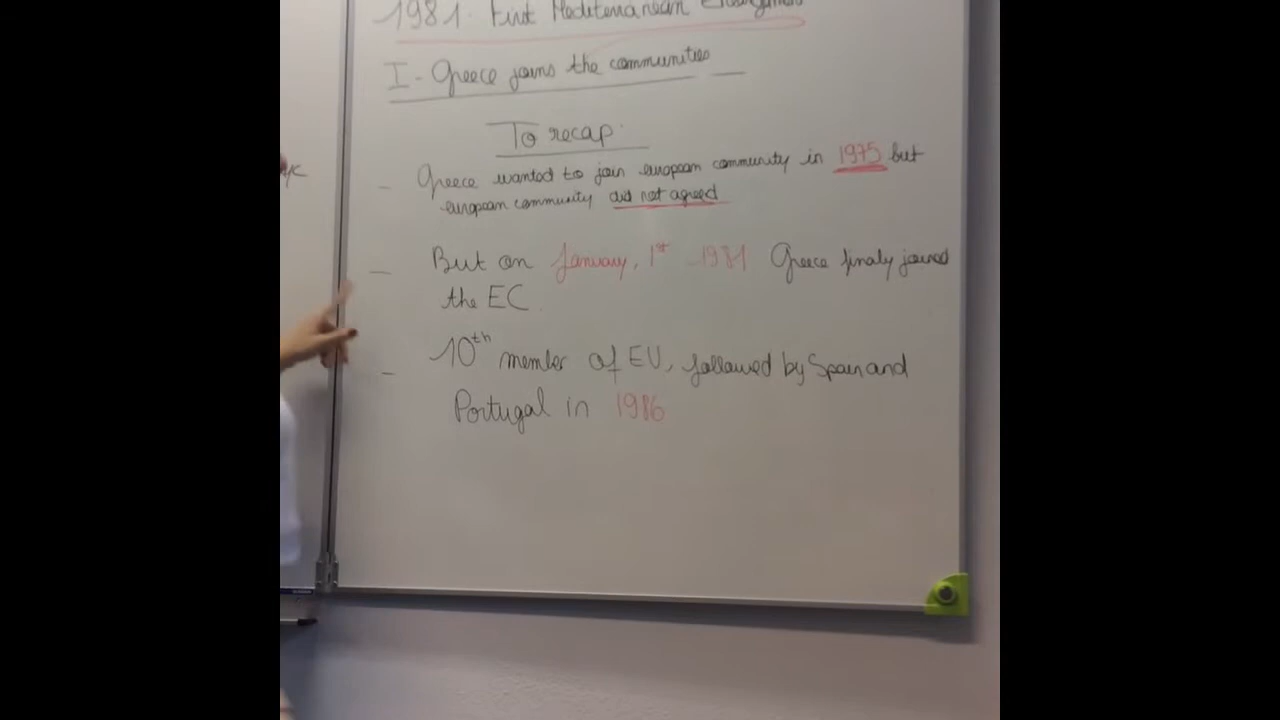 1981. First Mediterranean Enlargment
I - Greece joins the communities
To recap.
- Greece wanted to join european community in 1975 but
european community did not agreed
- But on January, 1st 1981 Greece finaly joined
the EC.
- 10th member of EU, followed by Spain and
Portugal in 1986